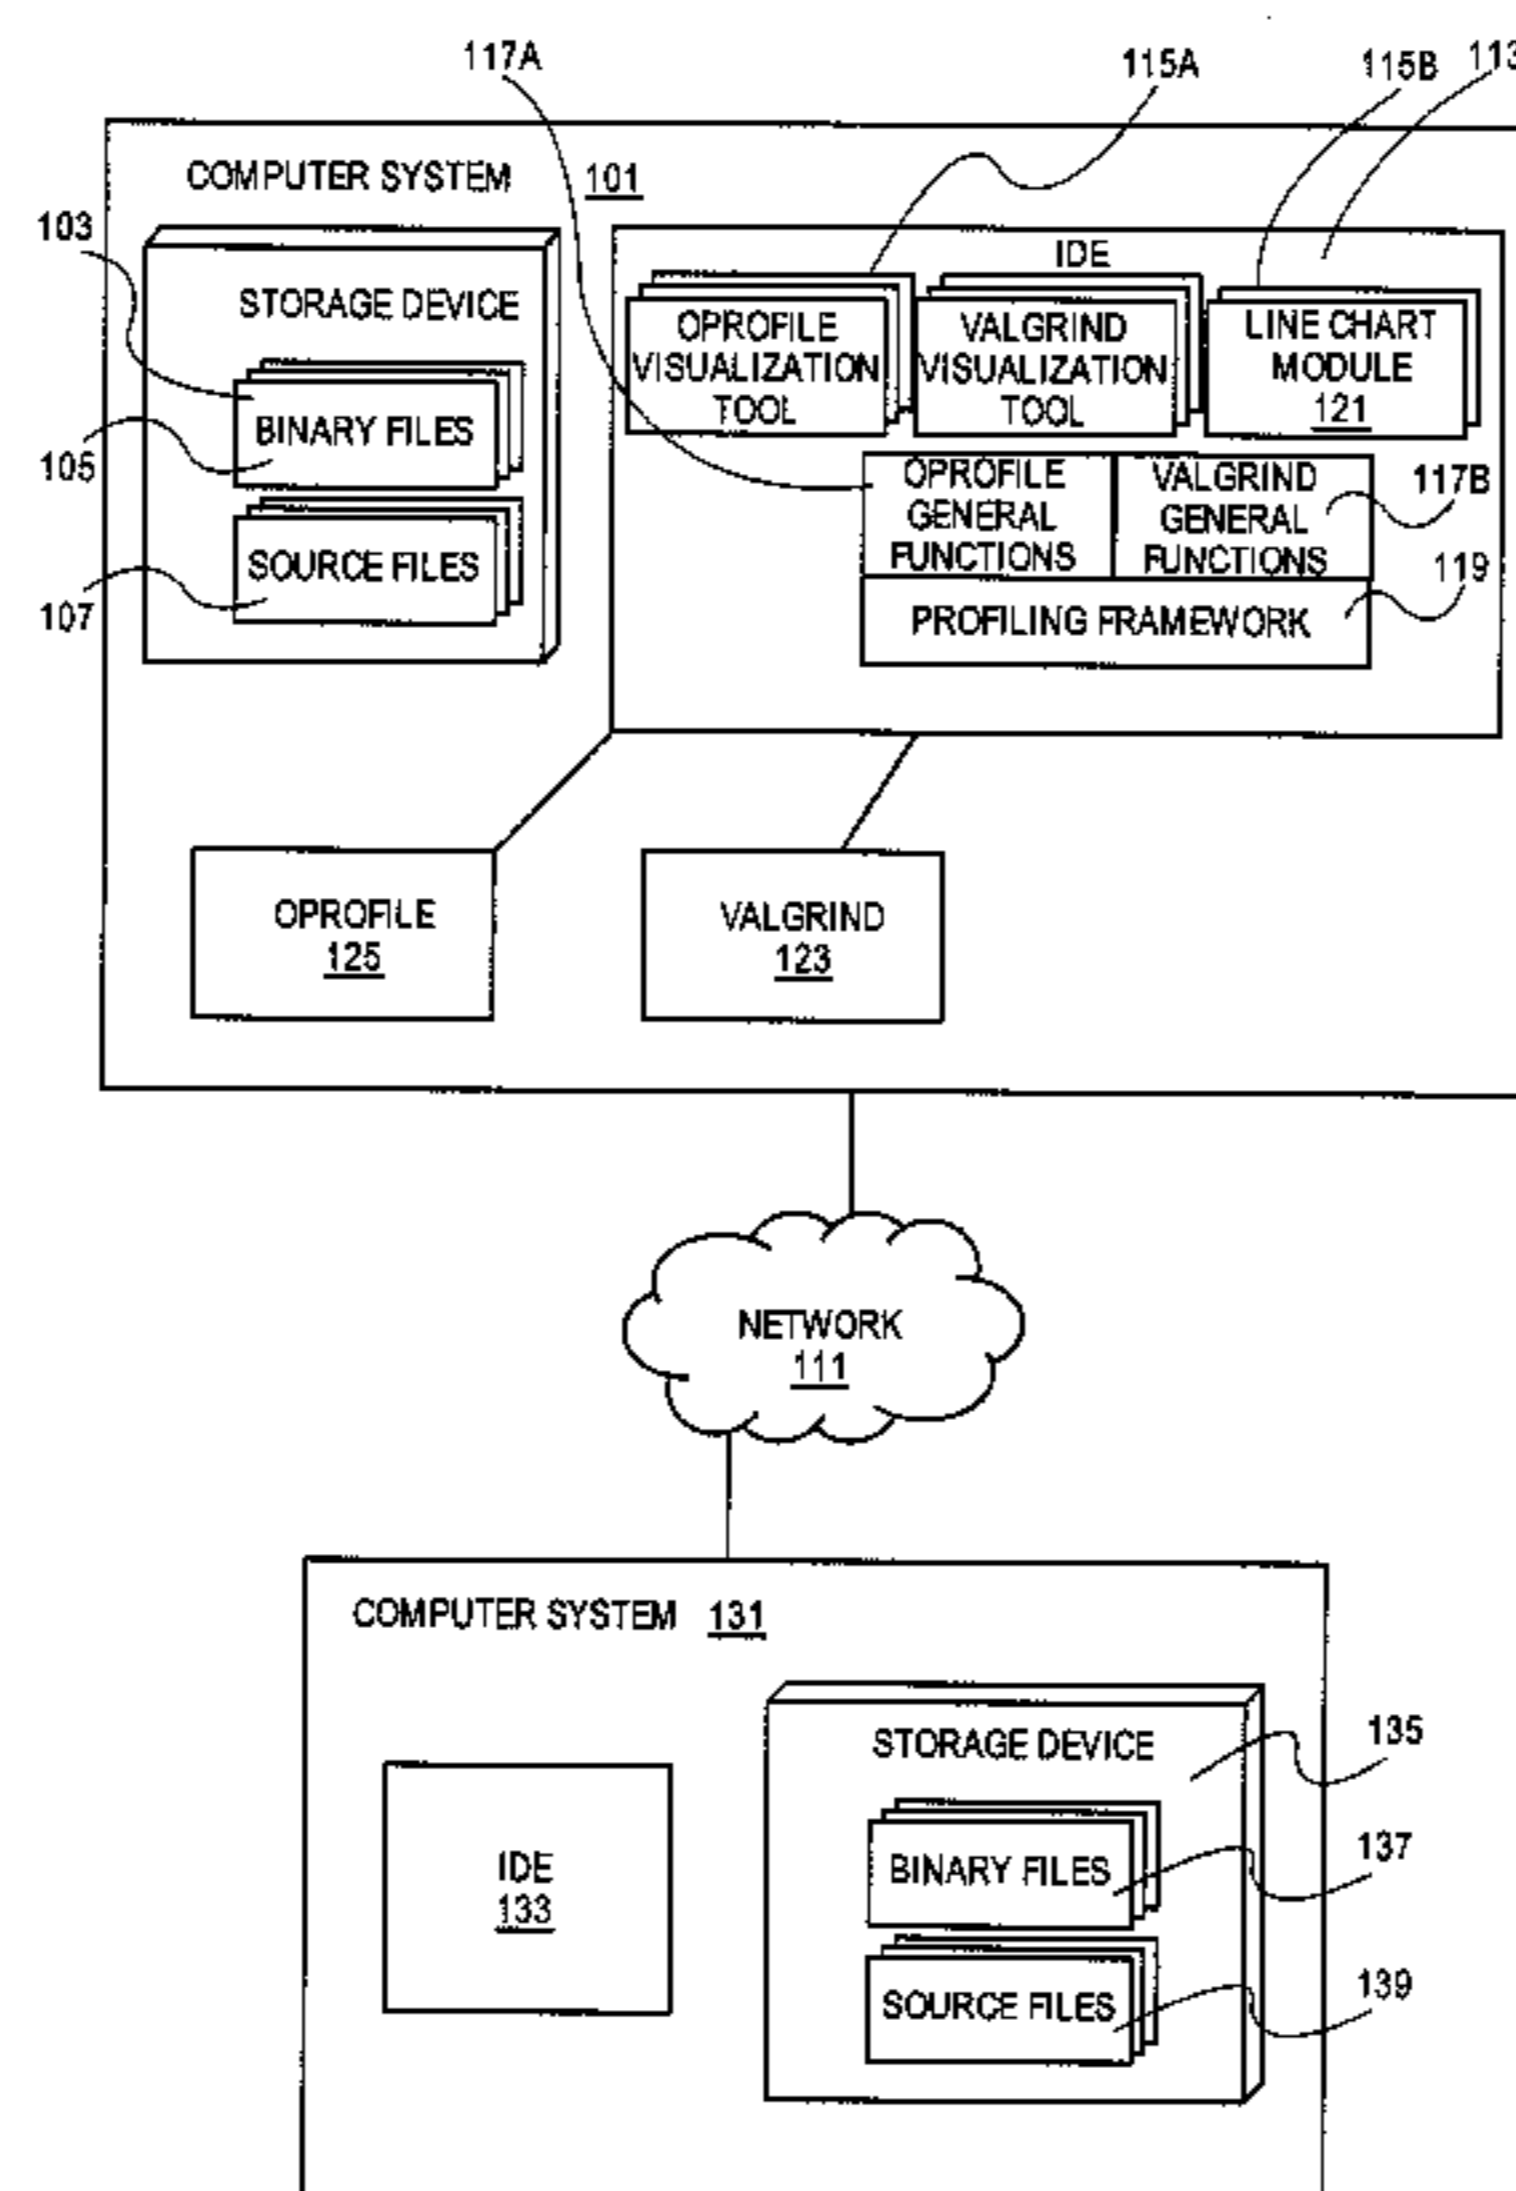 117A
115A
115B
113
COMPUTER SYSTEM 101
103
STORAGE DEVICE
BINARY FILES
105
SOURCE FILES
107
IDE
OPROFILE
VISUALIZATION
TOOL
VALGRIND
VISUALIZATION
TOOL
LINE CHART
MODULE
121
OPROFILE
GENERAL
FUNCTIONS
VALGRIND
GENERAL
FUNCTIONS
117B
119
PROFILING FRAMEWORK
OPROFILE
125
VALGRIND
123
NETWORK
111
COMPUTER SYSTEM 131
IDE
133
STORAGE DEVICE
135
BINARY FILES
137
SOURCE FILES
139